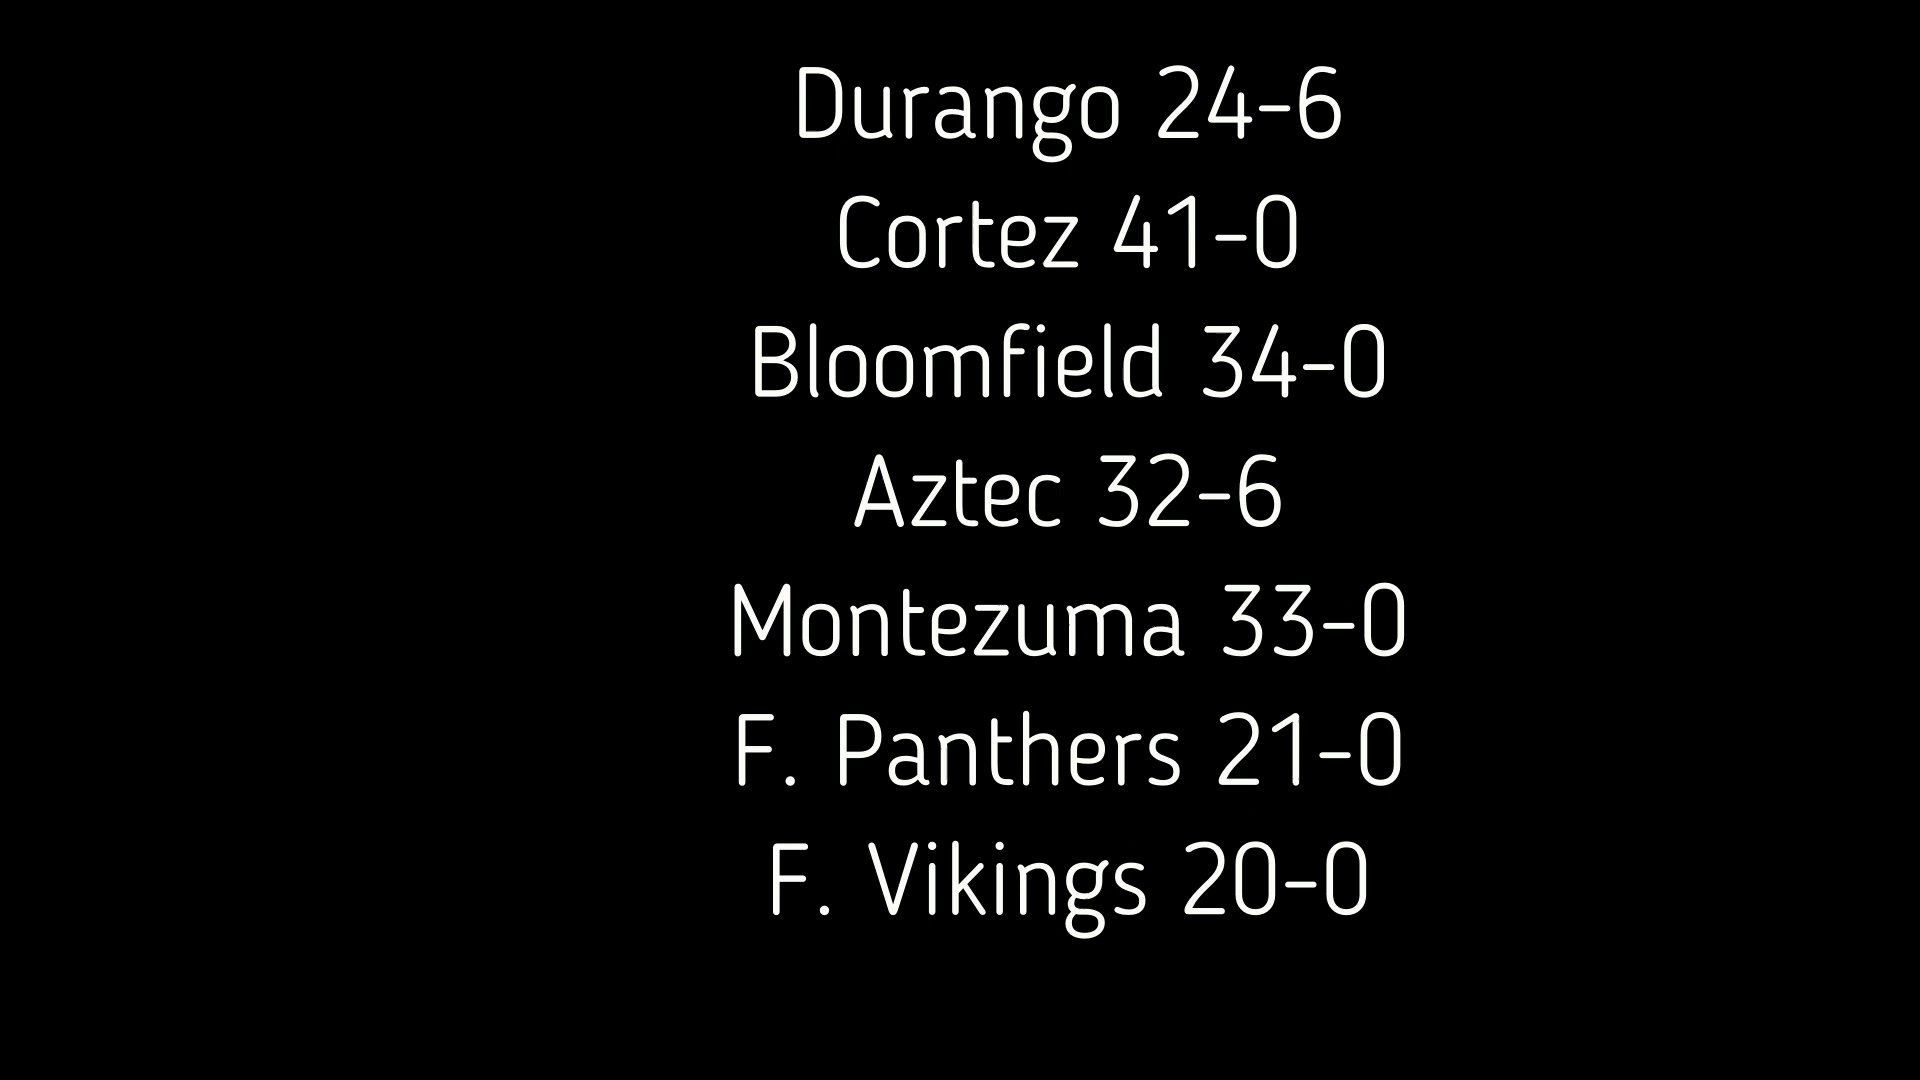 Durango 24-6
Cortez 41-0
Bloomfield 34-0
Aztec 32-6
Montezuma 33-0
F. Panthers 21-0
F. Vikings 20-0